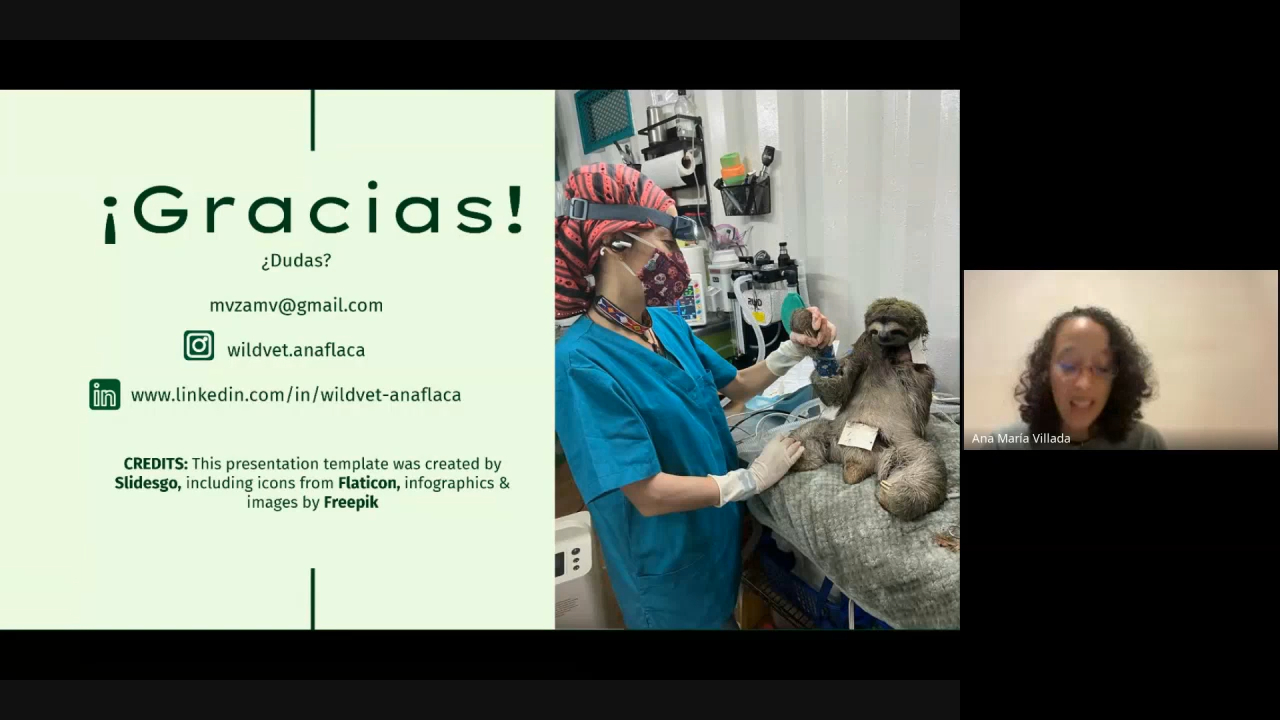 ¡Gracias!
¿Dudas?
mvzamv@gmail.com
wildvet.anaflaca
www.linkedin.com/in/wildvet-anaflaca
CREDITS: This presentation template was created by
Slidesgo, including icons from Flaticon, infographics &
images by Freepik
Ana María Villada